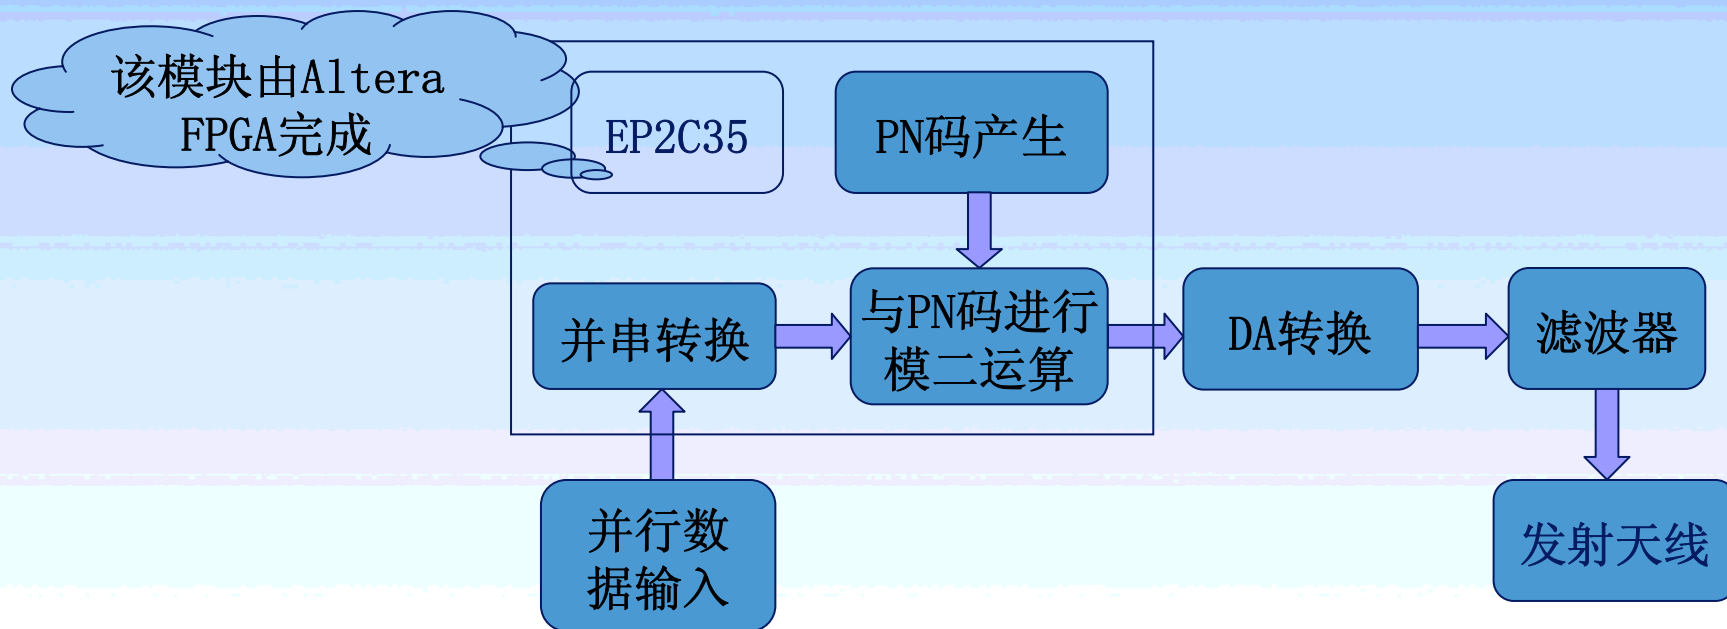 该模块由Altera
FPGA完成
EP2C35
PN码产生
并串转换
与PN码进行
模二运算
DA转换
滤波器
并行数
据输入
发射天线